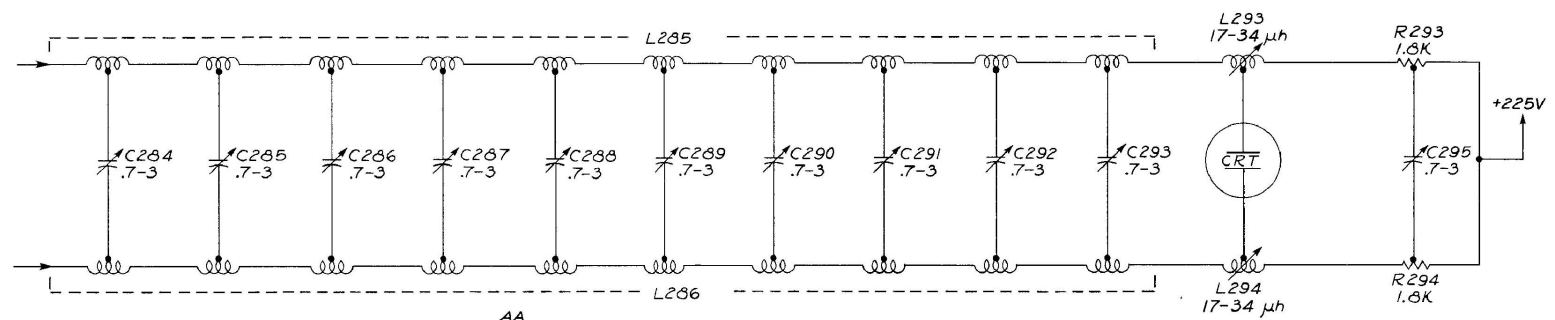 L285
L293
17-34 µh
R293
1.8K
+225V
C284
.7-3
C285
.7-3
C286
.7-3
C287
.7-3
C288
.7-3
C289
.7-3
C290
.7-3
C291
.7-3
C292
.7-3
C293
.7-3
CRT
C295
.7-3
L286
L294
17-34 µh
R294
1.8K
AA